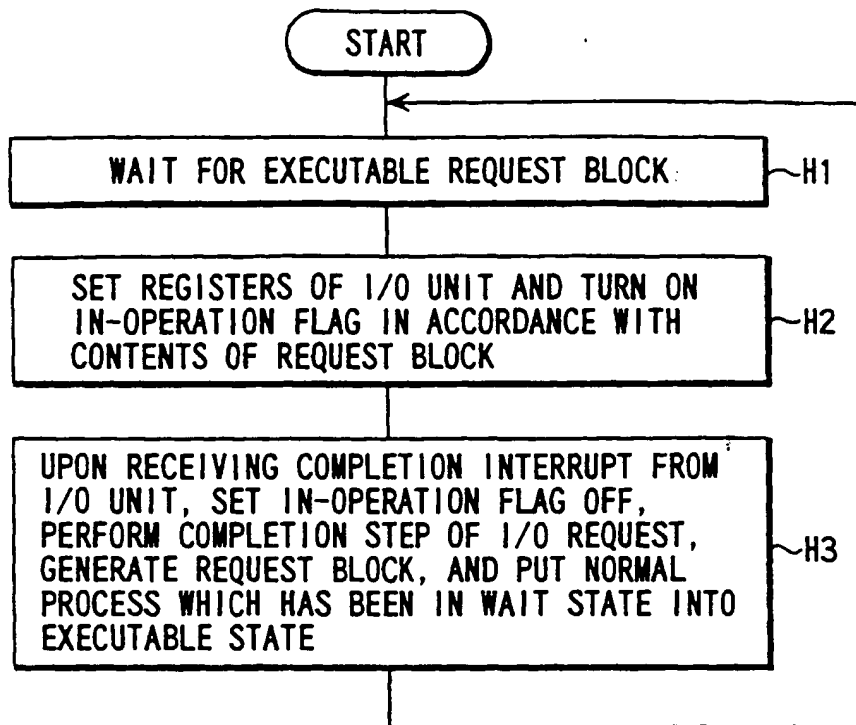 START
WAIT FOR EXECUTABLE REQUEST BLOCK
H1
SET REGISTERS OF I/O UNIT AND TURN ON
IN-OPERATION FLAG IN ACCORDANCE WITH
CONTENTS OF REQUEST BLOCK
H2
UPON RECEIVING COMPLETION INTERRUPT FROM
I/O UNIT, SET IN-OPERATION FLAG OFF,
PERFORM COMPLETION STEP OF I/O REQUEST,
GENERATE REQUEST BLOCK, AND PUT NORMAL
PROCESS WHICH HAS BEEN IN WAIT STATE INTO
EXECUTABLE STATE
H3